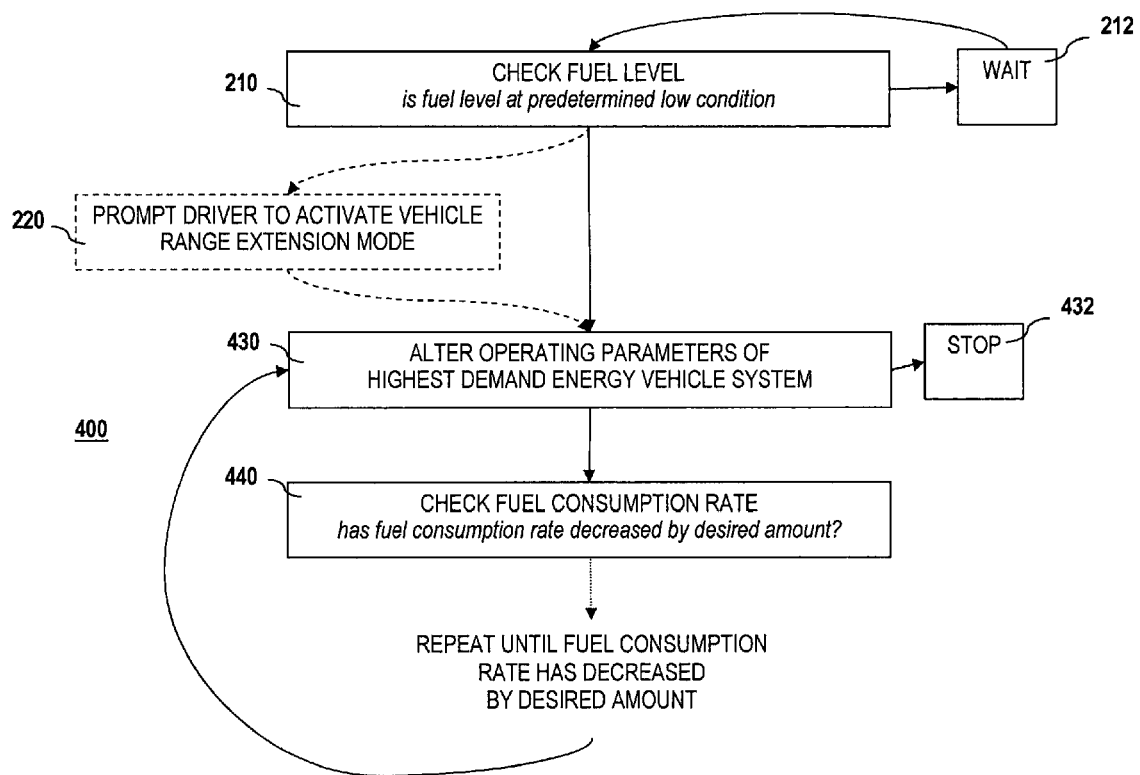 212
WAIT
210
CHECK FUEL LEVEL
is fuel level at predetermined low condition
220
PROMPT DRIVER TO ACTIVATE VEHICLE
RANGE EXTENSION MODE
432
STOP
430
ALTER OPERATING PARAMETERS OF
HIGHEST DEMAND ENERGY VEHICLE SYSTEM
400
440
CHECK FUEL CONSUMPTION RATE
has fuel consumption rate decreased by desired amount?
REPEAT UNTIL FUEL CONSUMPTION
RATE HAS DECREASED
BY DESIRED AMOUNT